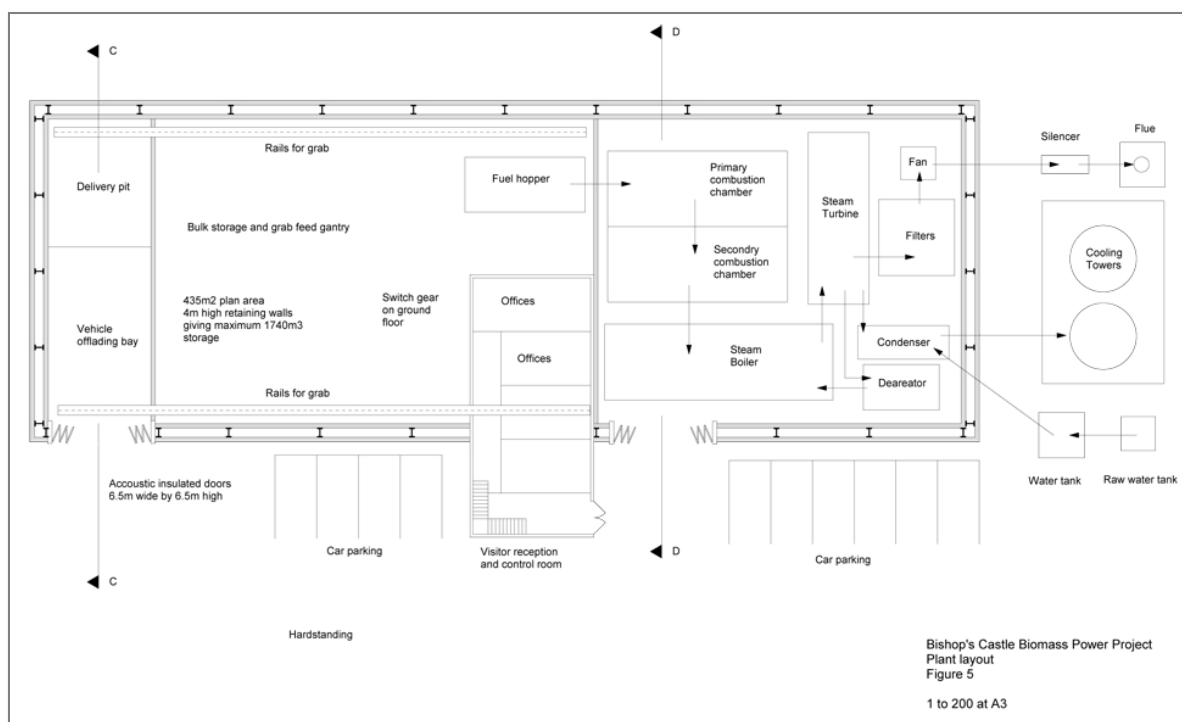 C
D
Rails for grab
Delivery pit
Fuel hopper
Primary
combustion
chamber
Steam
Turbine
Fan
Silencer
Flue
Bulk storage and grab feed gantry
Filters
Secondry
combustion
chamber
Cooling
Towers
435m2 plan area
4m high retaining walls
giving maximum 1740m3
storage
Switch gear
on ground
floor
Offices
Vehicle
offlading bay
Offices
Steam
Boiler
Condenser
Deareator
Rails for grab
Accoustic insulated doors
6.5m wide by 6.5m high
Water tank
Raw water tank
Car parking
Visitor reception
and control room
Car parking
C
D
Hardstanding
Bishop's Castle Biomass Power Project
Plant layout
Figure 5
1 to 200 at A3